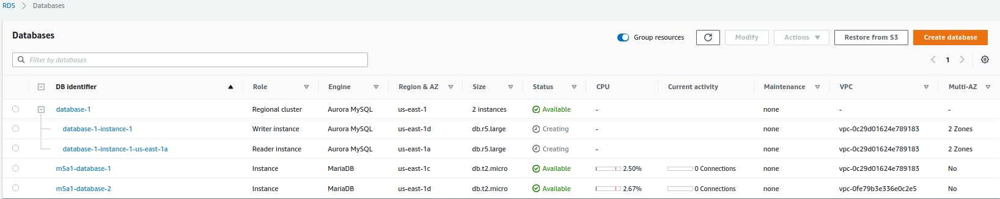 RDS > Databases
Databases
Group resources Modify Actions Restore from S3 Create database
Filter by databases 1
DB identifier Role Engine Region & AZ Size Status CPU Current activity Maintenance VPC Multi-AZ
database-1 Regional cluster Aurora MySQL us-east-1 2 instances Available - none - -
database-1-instance-1 Writer instance Aurora MySQL us-east-1d db.r5.large Creating - none vpc-0c29d01624e789183 2 Zones
database-1-instance-1-us-east-1a Reader instance Aurora MySQL us-east-1a db.r5.large Creating - none vpc-0c29d01624e789183 2 Zones
m5a1-database-1 Instance MariaDB us-east-1c db.t2.micro Available 2.50% 0 Connections none vpc-0c29d01624e789183 No
m5a1-database-2 Instance MariaDB us-east-1d db.t2.micro Available 2.67% 0 Connections none vpc-0fe79b3e336e0c2e5 No